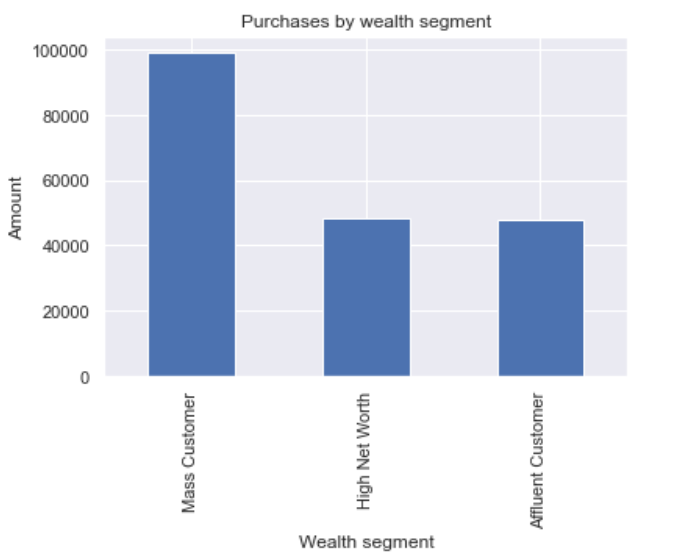 Purchases by wealth segment
Amount
100000
80000
60000
40000
20000
0
Mass Customer
High Net Worth
Affluent Customer
Wealth segment